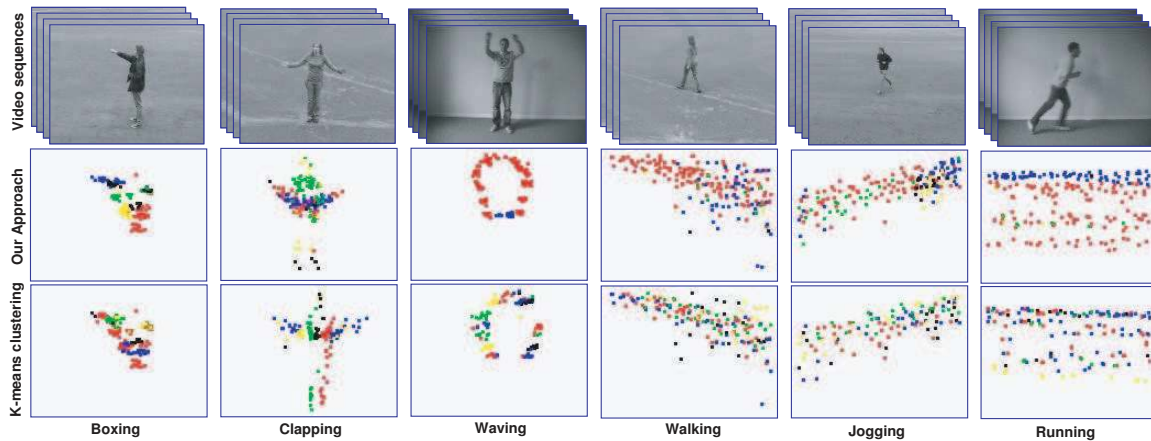 Video sequences
Our Approach
K-means clustering
Boxing
Clapping
Waving
Walking
Jogging
Running